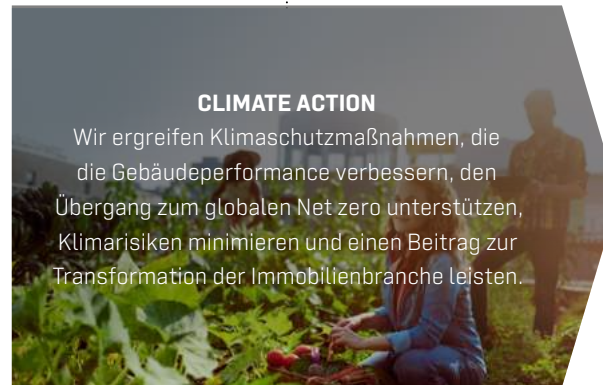 CLIMATE ACTION
Wir ergreifen Klimaschutzmaßnahmen, die
die Gebäudeperformance verbessern, den
Übergang zum globalen Net zero unterstützen,
Klimarisiken minimieren und einen Beitrag zur
Transformation der Immobilienbranche leisten.